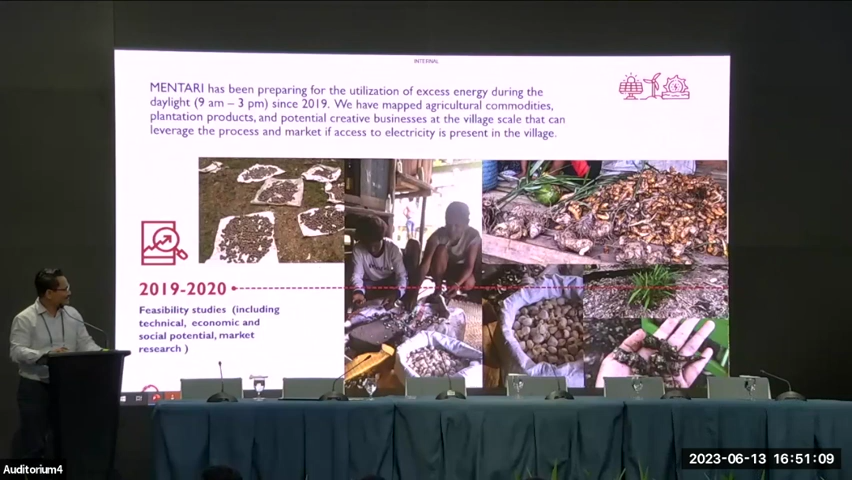 INTERNAL
MENTARI has been preparing for the utilization of excess energy during the
daylight (9 am – 3 pm) since 2019. We have mapped agricultural commodities,
plantation products, and potential creative businesses at the village scale that can
leverage the process and market if access to electricity is present in the village.
2019-2020
Feasibility studies (including
technical, economic and
social potential, market
research )
Auditorium4
2023-06-13 16:51:09